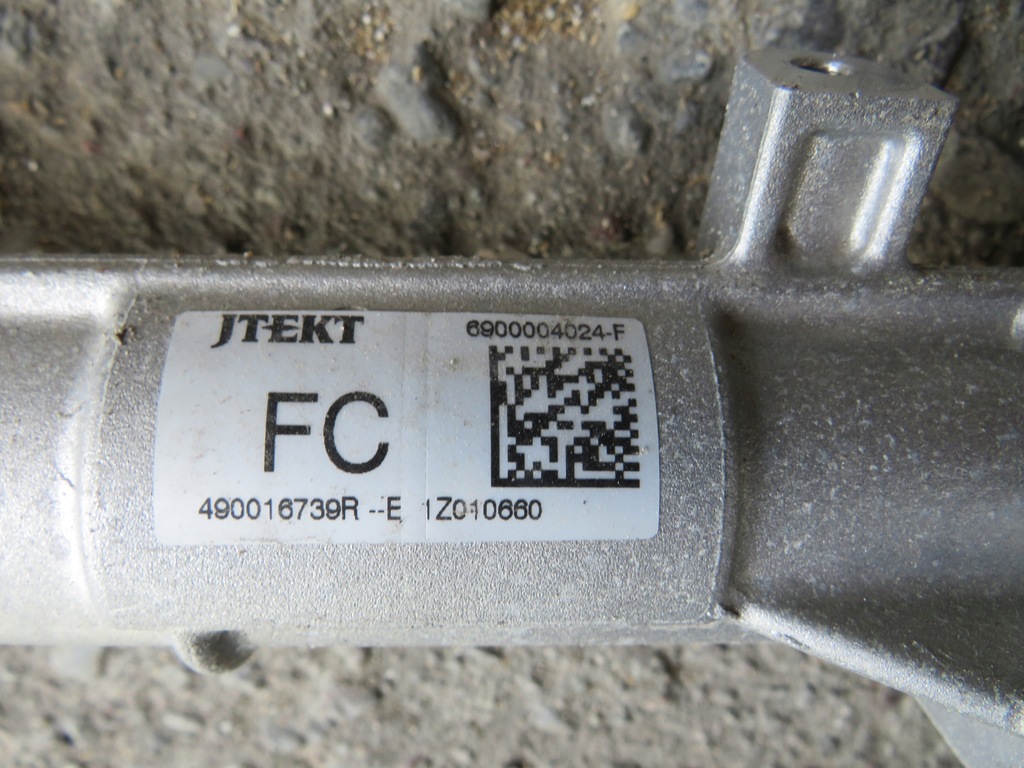 JTEKT
6900004024-F
FC
490016739R --E 1Z010660